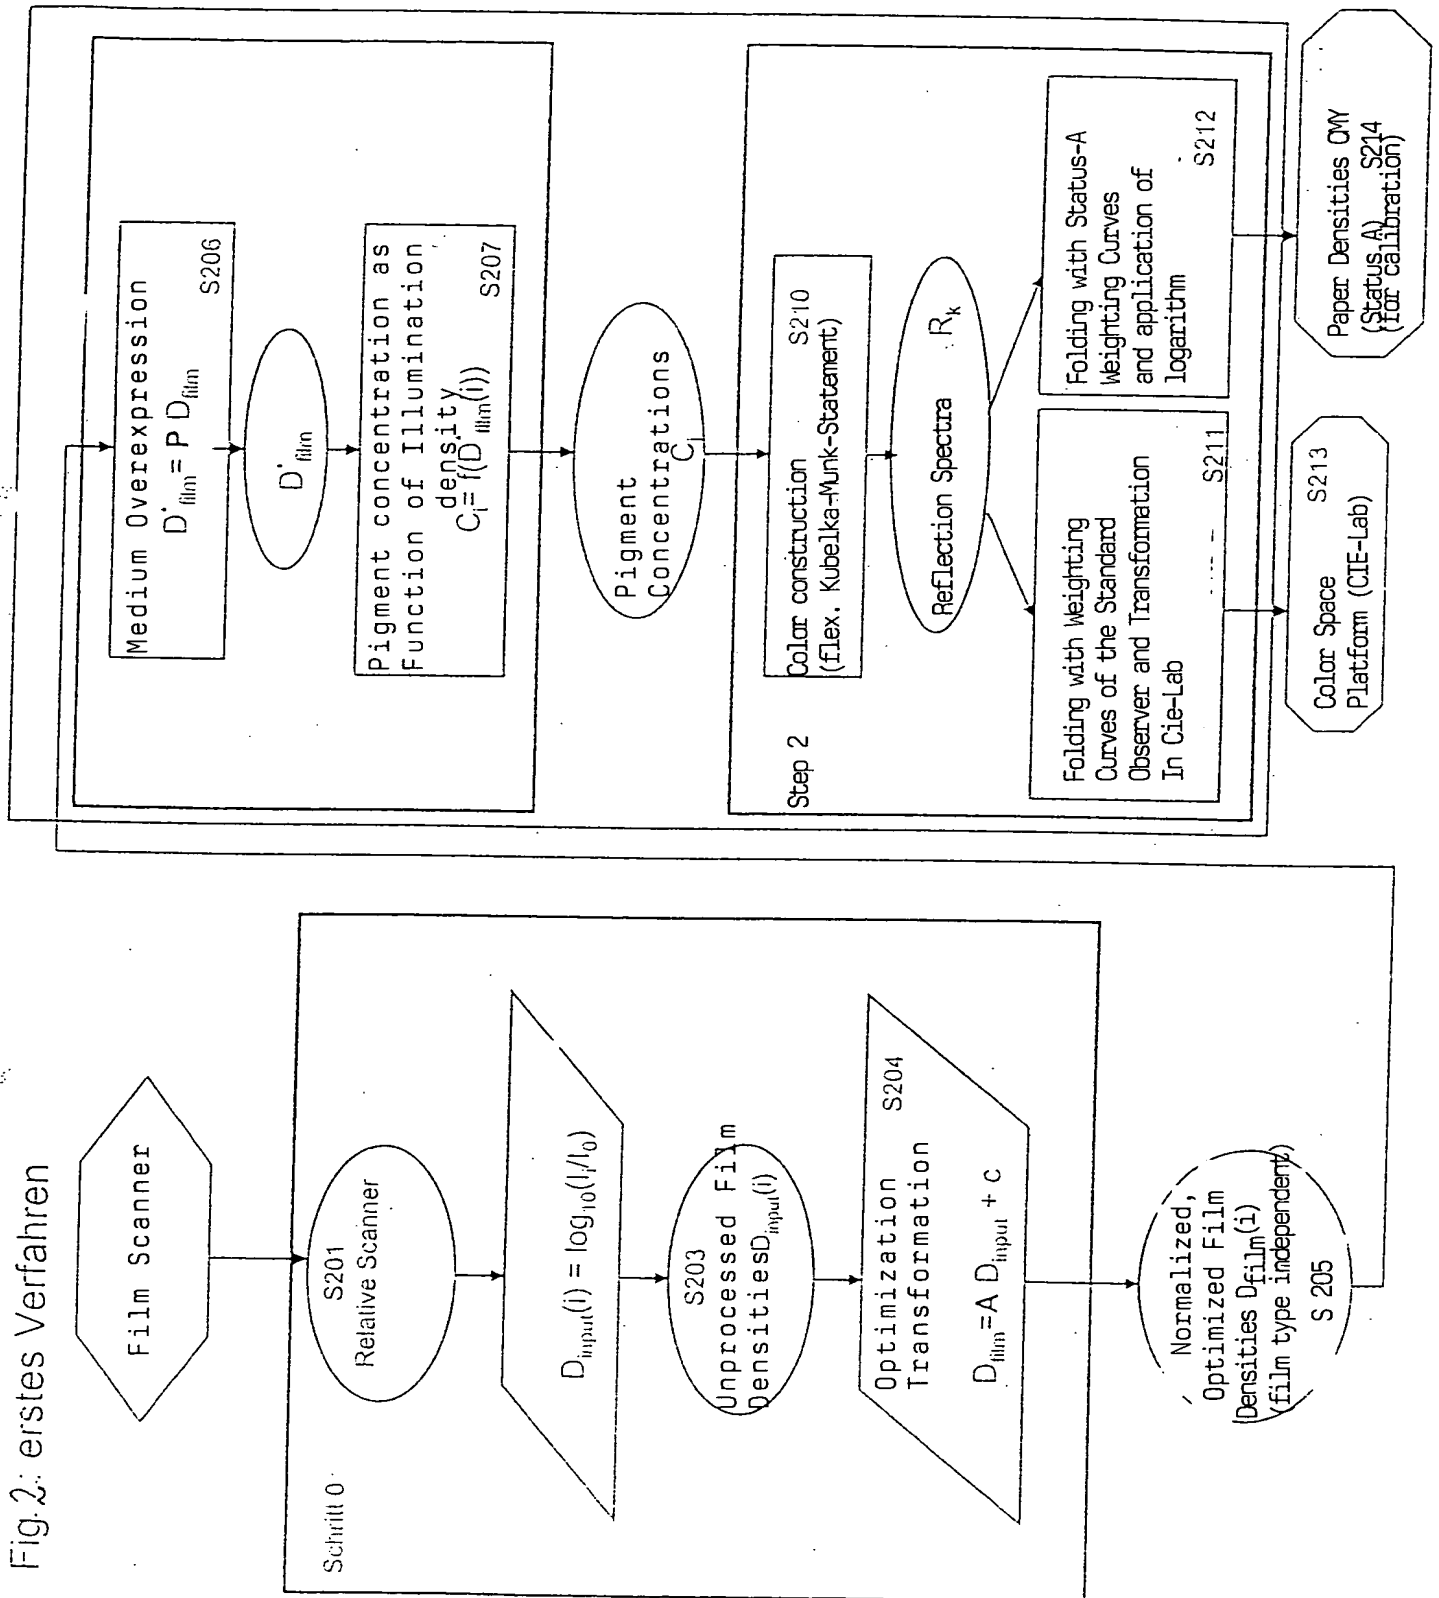 Fig. 2.: erstes Verfahren
Film Scanner
Schritt 0
S201
Relative Scanner
D_input(I) = log₁₀(I_i/I₀)
S203
Unprocessed Film
Densities D_input(i)
S204
Optimization
Transformation
D_film = A D_input + c
Normalized,
Optimized Film
Densities D_film(i)
(film type independent)
S 205
Medium Overexpression
D*_film = P D_film
S206
D*_film
Pigment concentration as
Function of Illumination
density
C_i = f(D*_film(i))
S207
Pigment
Concentrations
C_i
Step 2
Color construction
S210
(flex. Kubelka-Munk-Statement)
Reflection Spectra R_k
Folding with Weighting
Curves of the Standard
Observer and Transformation
In Cie-Lab
S211
Folding with Status-A
Weighting Curves
and application of
logarithm
S212
Color Space
S213
Platform (CIE-Lab)
Paper Densities CMY
(Status A) S214
(for calibration)